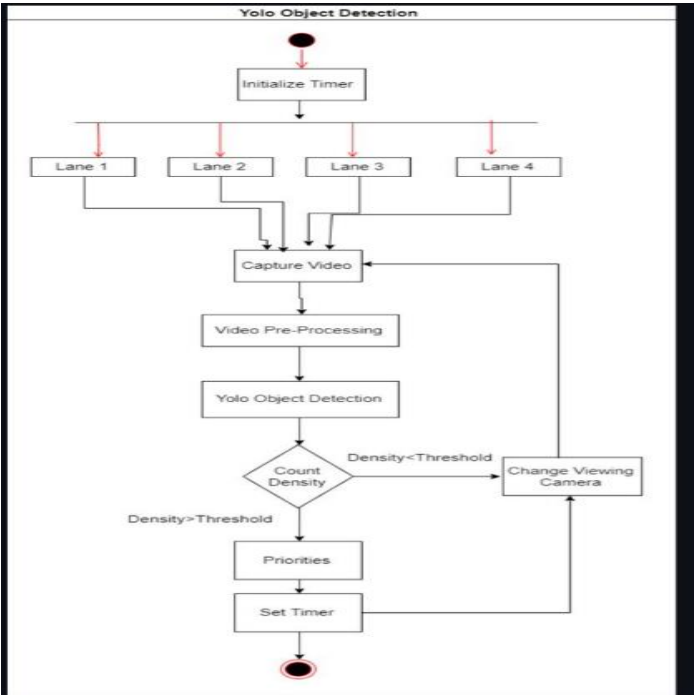 Yolo Object Detection
Initialize Timer
Lane 1
Lane 2
Lane 3
Lane 4
Capture Video
Video Pre-Processing
Yolo Object Detection
Count
Density
Density<Threshold
Change Viewing
Camera
Density>Threshold
Priorities
Set Timer